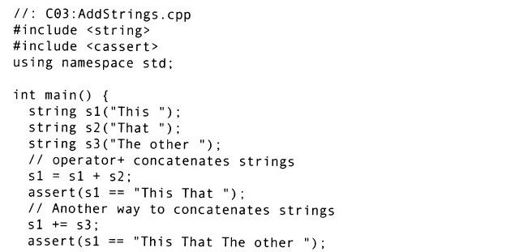 //: C03:AddStrings.cpp
#include <string>
#include <cassert>
using namespace std;

int main() {
  string s1("This ");
  string s2("That ");
  string s3("The other ");
  // operator+ concatenates strings
  s1 = s1 + s2;
  assert(s1 == "This That ");
  // Another way to concatenates strings
  s1 += s3;
  assert(s1 == "This That The other ");